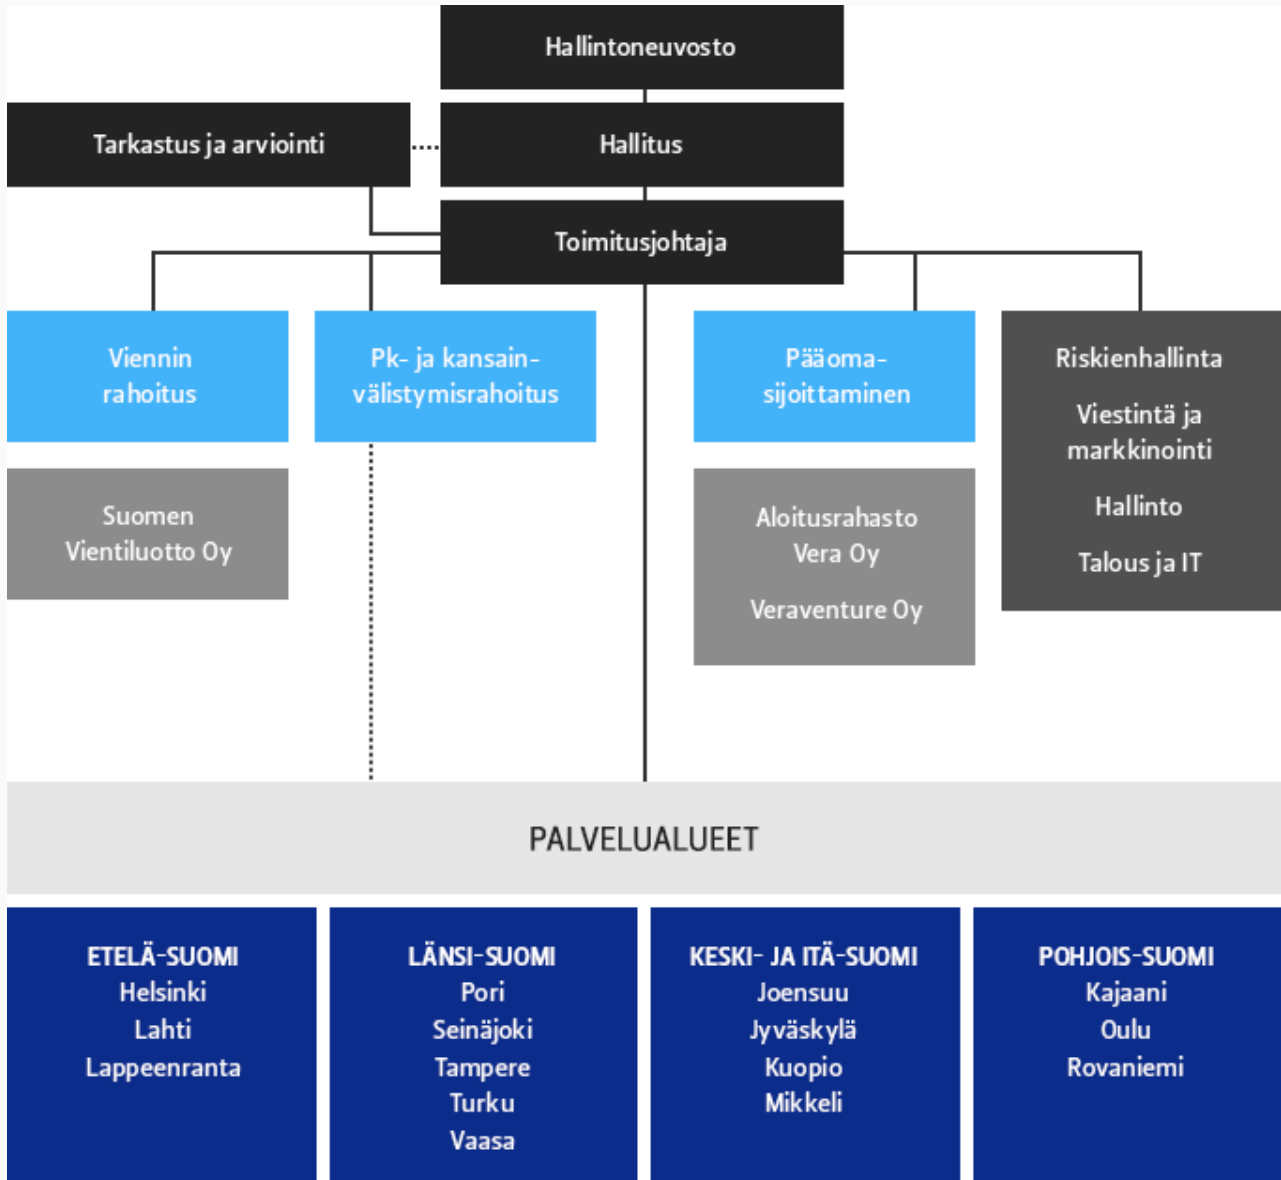 Hallintoneuvosto
Tarkastus ja arviointi
Hallitus
Toimitusjohtaja
Viennin
rahoitus
Pk- ja kansain-
välistymisrahoitus
Pääoma-
sijoittaminen
Riskienhallinta
Viestintä ja
markkinointi
Hallinto
Talous ja IT
Suomen
Vientiluotto Oy
Aloitusrahasto
Vera Oy
Veraventure Oy
PALVELUALUEET
ETELÄ-SUOMI
Helsinki
Lahti
Lappeenranta
LÄNSI-SUOMI
Pori
Seinäjoki
Tampere
Turku
Vaasa
KESKI- JA ITÄ-SUOMI
Joensuu
Jyväskylä
Kuopio
Mikkeli
POHJOIS-SUOMI
Kajaani
Oulu
Rovaniemi